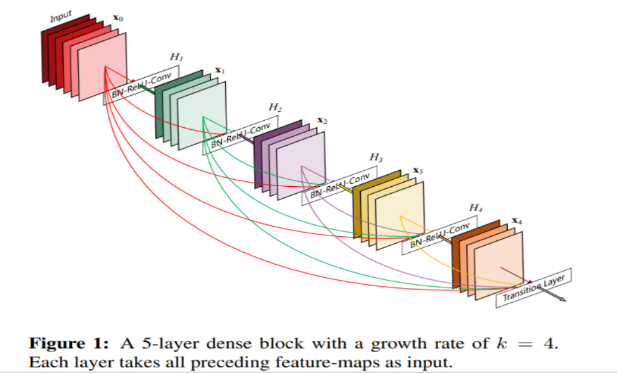 Input
x₀
H₁
BN-ReLU-Conv
x₁
H₂
BN-ReLU-Conv
x₂
H₃
BN-ReLU-Conv
x₃
H₄
BN-ReLU-Conv
x₄
Transition Layer
Figure 1: A 5-layer dense block with a growth rate of k = 4.
Each layer takes all preceding feature-maps as input.